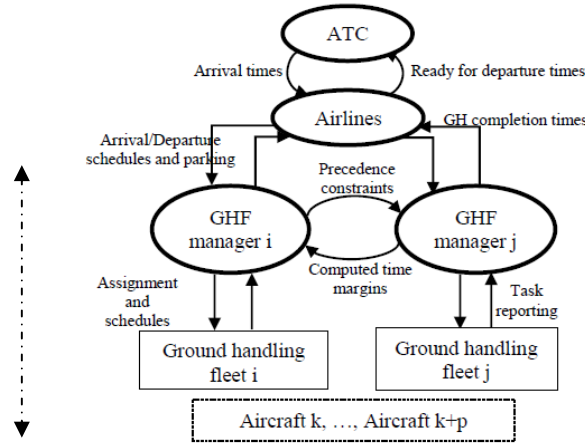 ATC
Arrival times
Ready for departure times
Airlines
GH completion times
Arrival/Departure
schedules and parking
Precedence
constraints
GHF
manager i
GHF
manager j
Computed time
margins
Assignment
and
schedules
Task
reporting
Ground handling
fleet i
Ground handling
fleet j
Aircraft k, …, Aircraft k+p